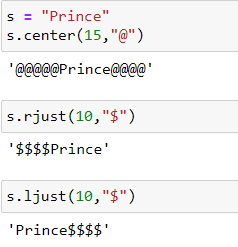 s = "Prince"
s.center(15,"@")
'@@@@@Prince@@@@'
s.rjust(10,"$")
'$$$$Prince'
s.ljust(10,"$")
'Prince$$$$'